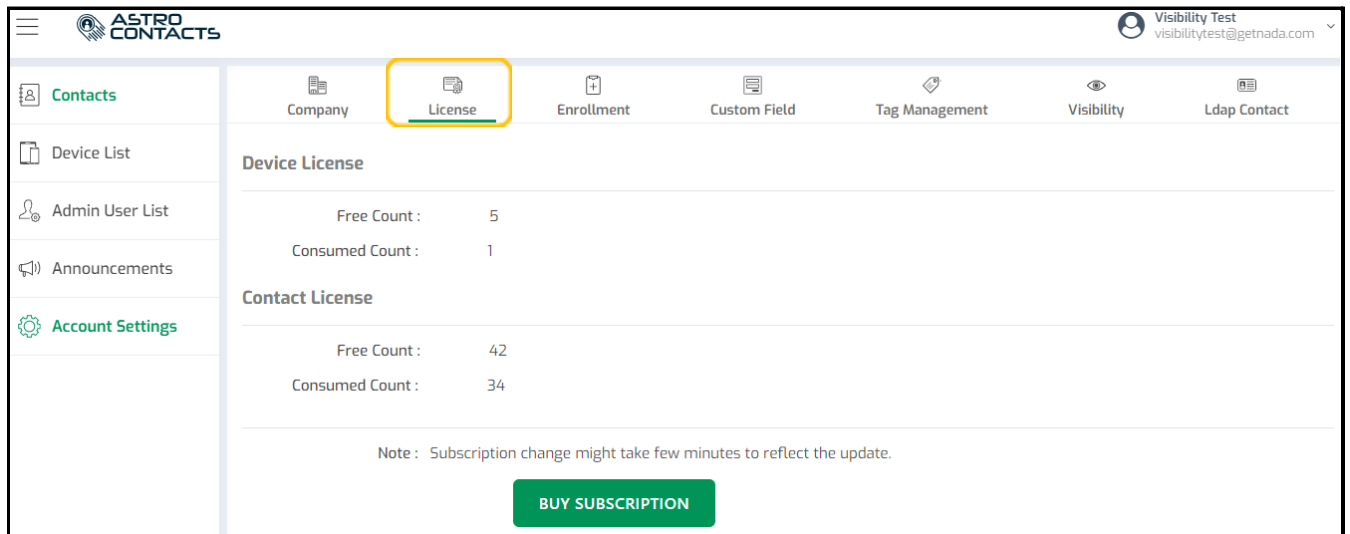 ASTRO
CONTACTS
Visibility Test
visibilitytest@getnada.com
Contacts
Device List
Admin User List
Announcements
Account Settings
Company
License
Enrollment
Custom Field
Tag Management
Visibility
Ldap Contact
Device License
Free Count : 5
Consumed Count : 1
Contact License
Free Count : 42
Consumed Count : 34
Note : Subscription change might take few minutes to reflect the update.
BUY SUBSCRIPTION